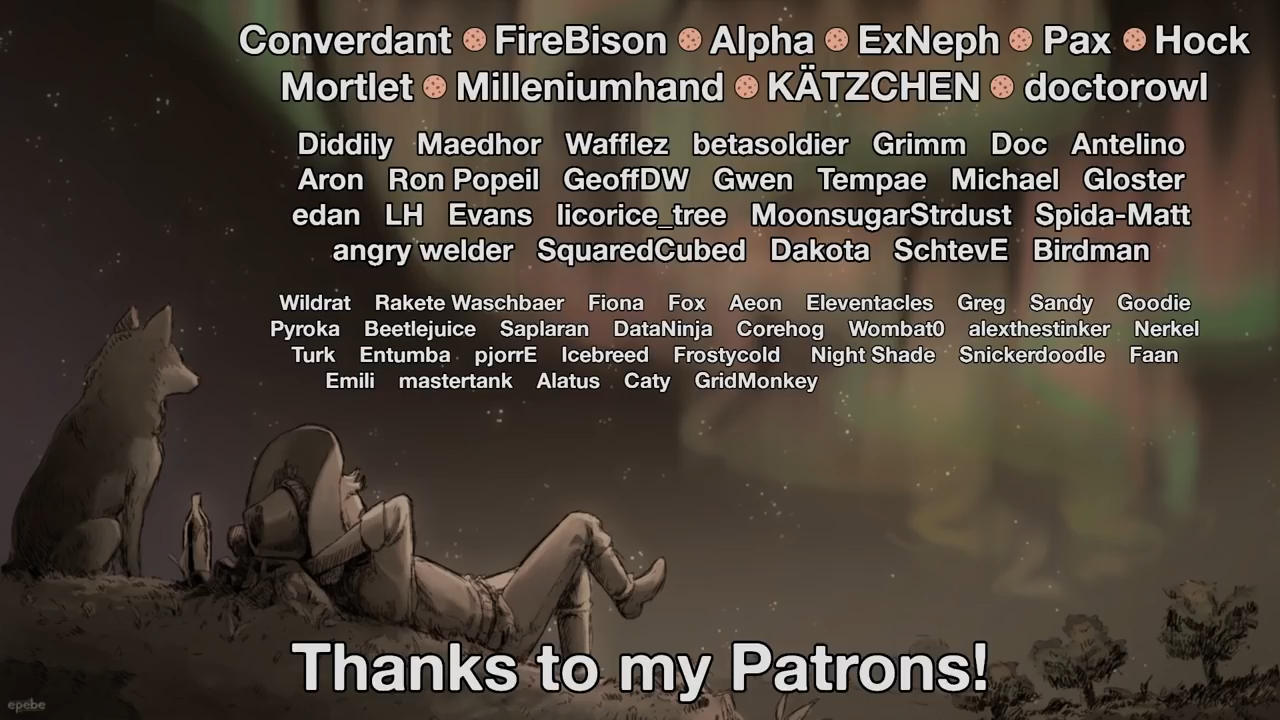 Converdant FireBison Alpha ExNeph Pax Hock
Mortlet Milleniumhand KÄTZCHEN doctorowl
Diddily Maedhor Wafflez betasoldier Grimm Doc Antelino
Aron Ron Popeil GeoffDW Gwen Tempae Michael Gloster
edan LH Evans licorice_tree MoonsugarStrdust Spida-Matt
angry welder SquaredCubed Dakota SchtevE Birdman
Wildrat Rakete Waschbaer Fiona Fox Aeon Eleventacles Greg Sandy Goodie
Pyroka Beetlejuice Saplaran DataNinja Corehog Wombat0 alexthestinker Nerkel
Turk Entumba pjorrE Icebreed Frostycold Night Shade Snickerdoodle Faan
Emili mastertank Alatus Caty GridMonkey
Thanks to my Patrons!
epebe